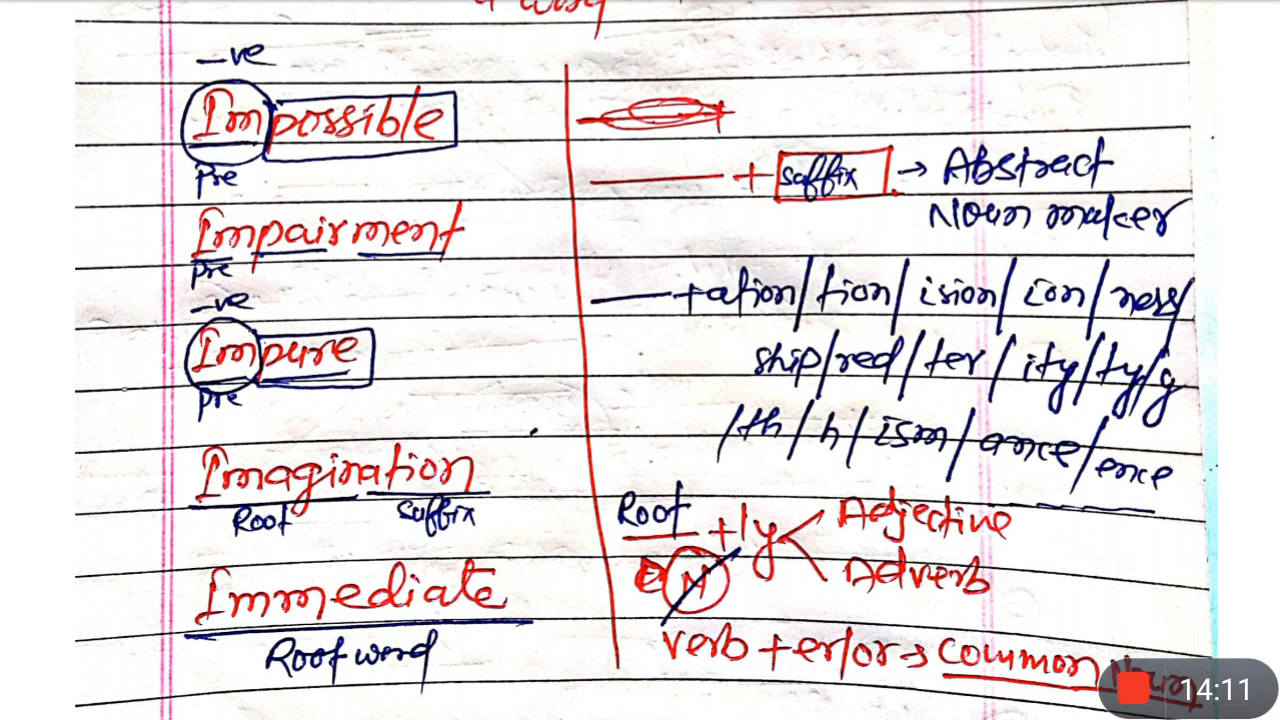 -ve
Impossible
Pre
Impairment
Pre
-ve
Impure
Pre
Imagination
Root suffix
Immediate
Root word
+ suffix → Abstract
Noun maker
+ation/tion/ision/ion/ness/
ship/red/ter/ity/ty/y
/th/h/ism/ance/ence
Root +ly Adjective
Adverb
N
verb + er/or → common Noun
14:11